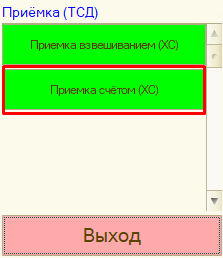 Приёмка (ТСД)
Приемка взвешиванием (ХС)
Приемка счётом (ХС)
Выход